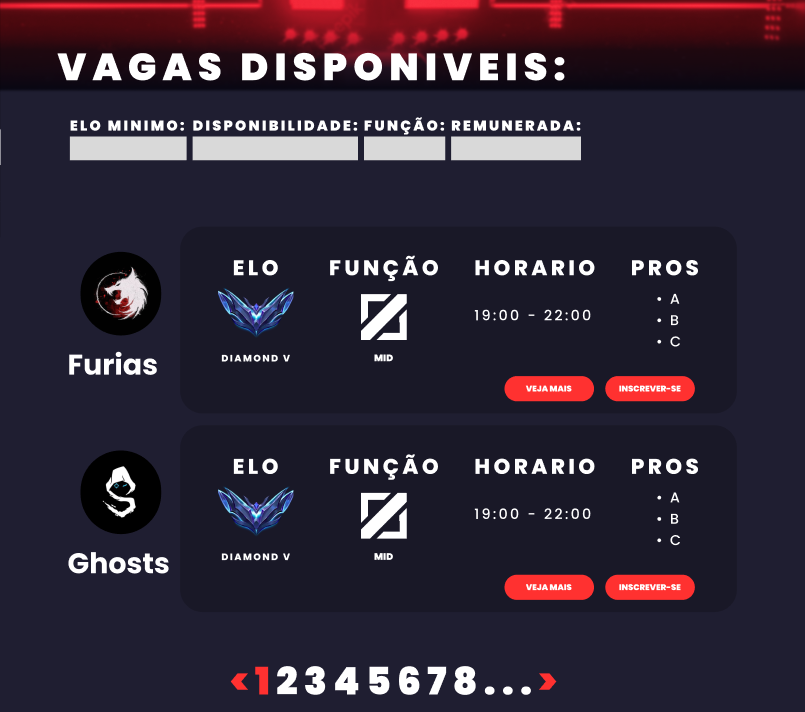 VAGAS DISPONIVEIS:
ELO MINIMO: DISPONIBILIDADE: FUNÇÃO: REMUNERADA:
ELO FUNÇÃO HORARIO PROS
19:00 - 22:00
• A
• B
• C
DIAMOND V MID
Furias
VEJA MAIS INSCREVER-SE
ELO FUNÇÃO HORARIO PROS
19:00 - 22:00
• A
• B
• C
DIAMOND V MID
Ghosts
VEJA MAIS INSCREVER-SE
<12345678...>